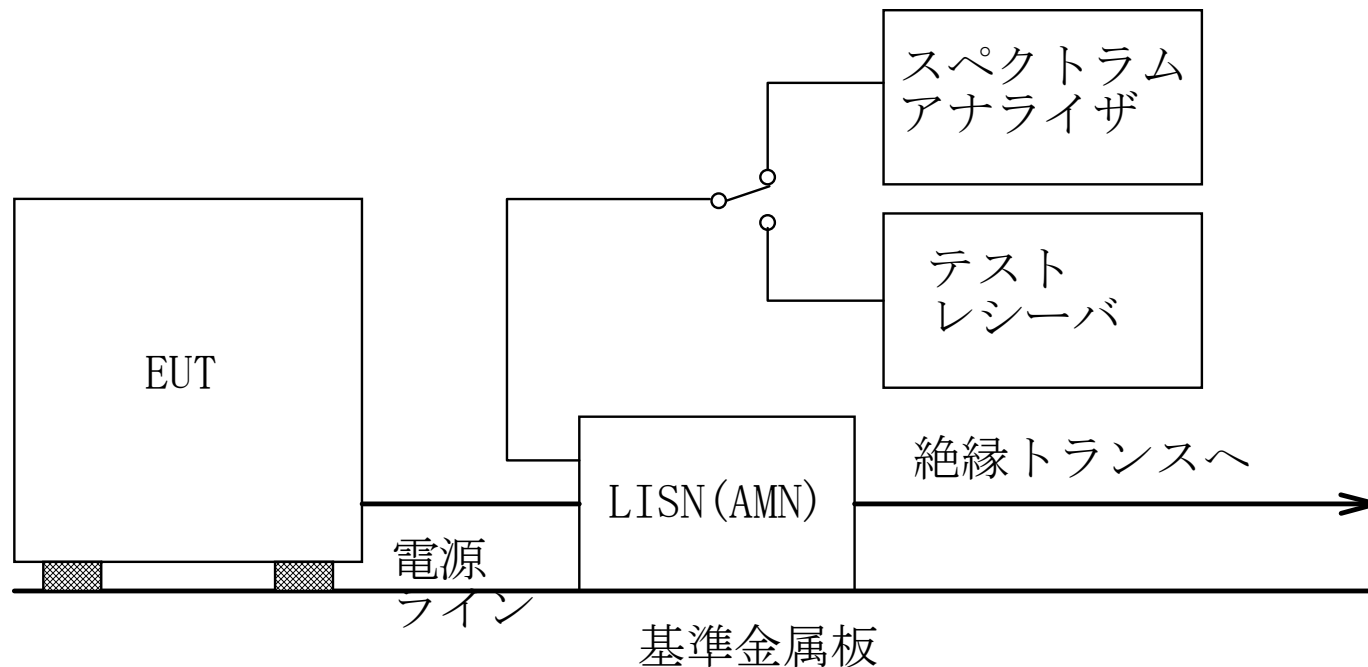 スペクトラム
アナライザ
テスト
レシーバ
EUT
絶縁トランスへ
LISN(AMN)
電源
ライン
基準金属板